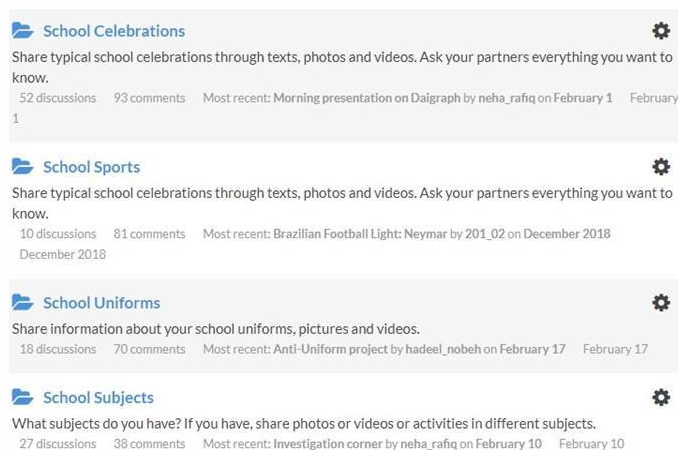 School Celebrations
Share typical school celebrations through texts, photos and videos. Ask your partners everything you want to
know.
52 discussions 93 comments Most recent: Morning presentation on Daigraph by neha_rafiq on February 1 February
1
School Sports
Share typical school celebrations through texts, photos and videos. Ask your partners everything you want to
know.
10 discussions 81 comments Most recent: Brazilian Football Light: Neymar by 201_02 on December 2018
December 2018
School Uniforms
Share information about your school uniforms, pictures and videos.
18 discussions 70 comments Most recent: Anti-Uniform project by hadeel_nobeh on February 17 February 17
School Subjects
What subjects do you have? If you have, share photos or videos or activities in different subjects.
27 discussions 38 comments Most recent: Investigation corner by neha_rafiq on February 10 February 10